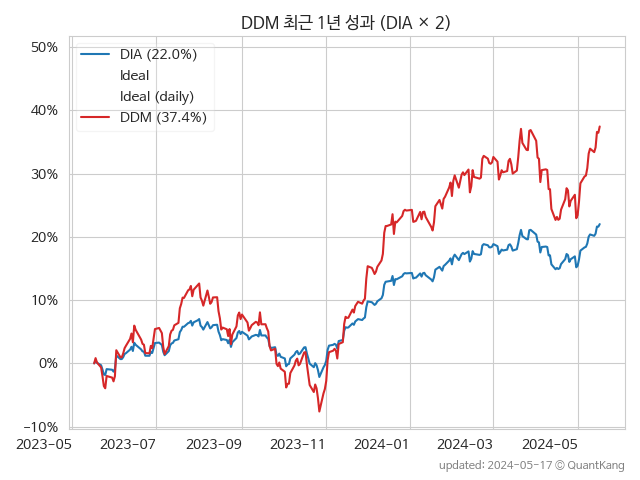 DDM 최근 1년 성과 (DIA × 2)
50%
40%
30%
20%
10%
0%
−10%
DIA (22.0%)
Ideal
Ideal (daily)
DDM (37.4%)
2023-05 2023-07 2023-09 2023-11 2024-01 2024-03 2024-05
updated: 2024-05-17 © QuantKang